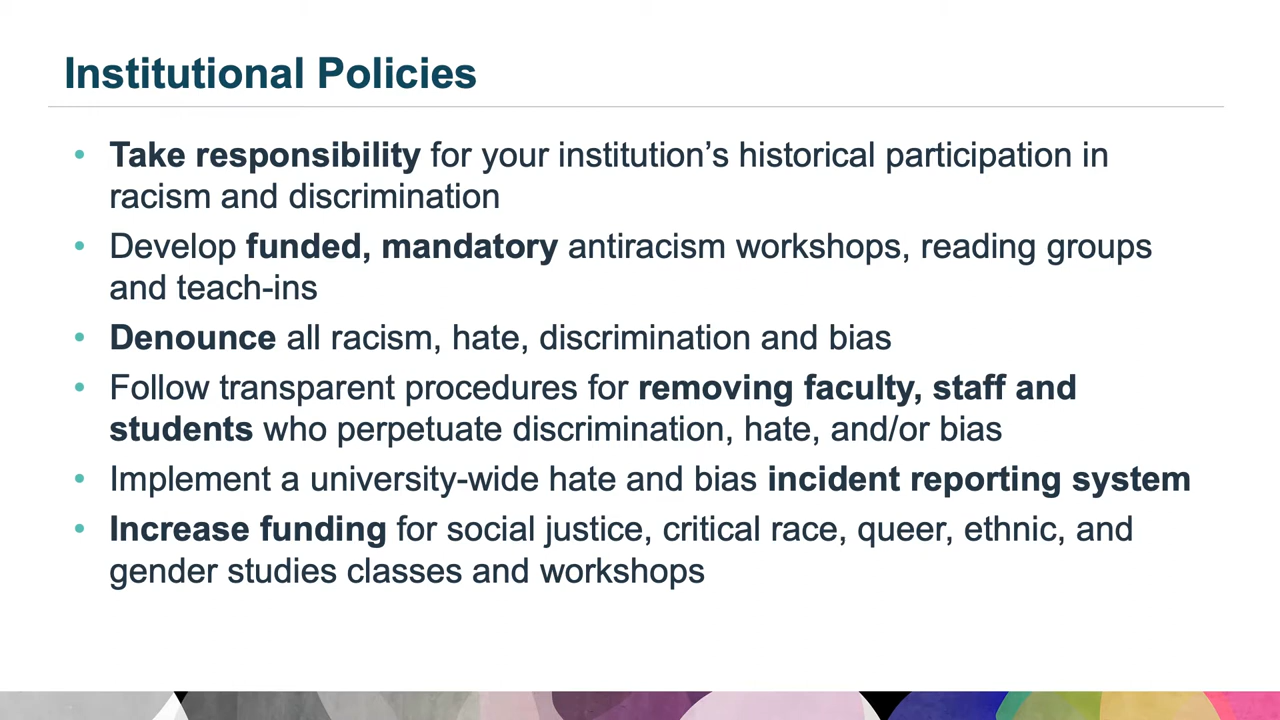 Institutional Policies
• Take responsibility for your institution’s historical participation in
racism and discrimination
• Develop funded, mandatory antiracism workshops, reading groups
and teach-ins
• Denounce all racism, hate, discrimination and bias
• Follow transparent procedures for removing faculty, staff and
students who perpetuate discrimination, hate, and/or bias
• Implement a university-wide hate and bias incident reporting system
• Increase funding for social justice, critical race, queer, ethnic, and
gender studies classes and workshops